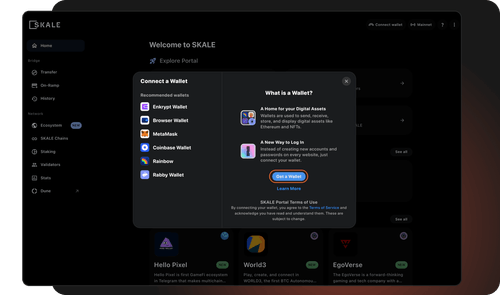 SKALE
Connect wallet
Mainnet
?
Home
Welcome to SKALE
Explore Portal
Bridge
Transfer
On-Ramp
History
Network
Ecosystem NEW
SKALE Chains
Staking
Validators
Stats
Connect a Wallet
Recommended wallets
Enkrypt Wallet
Browser Wallet
MetaMask
Coinbase Wallet
Rainbow
Rabby Wallet
What is a Wallet?
A Home for your Digital Assets
Wallets are used to send, receive,
store, and display digital assets like
Ethereum and NFTs.
A New Way to Log In
Instead of creating new accounts and
passwords on every website, just
connect your wallet.
Get a Wallet
Learn More
SKALE Portal Terms of Use
By connecting your wallet, you agree to the Terms of Service and
acknowledge you have read and understand them. These are
subject to change.
See all
See all
Hello Pixel NEW
Hello Pixel is first GameFi ecosystem
in Telegram that makes multichain...
World3 NEW
Play, create, and connect in
WORLD3, the first BTC Autonomous
EgoVerse NEW
The EgoVerse is a forward thinking
gaming and tech company with a